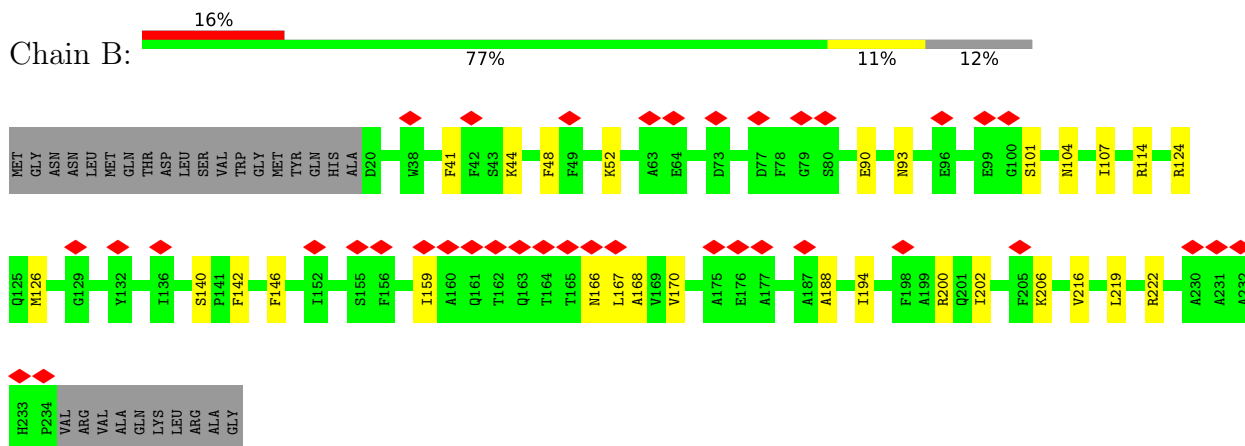 16%
Chain B:
77% 11% 12%
MET GLY ASN ASN LEU MET GLN THR ASP LEU SER VAL TRP GLY MET TYR GLN HIS ALA D20 W38 F41 F42 S43 K44 F48 F49 K52 A63 E64 D73 D77 F78 G79 S80 E90 N93 E96 E99 G100 S101 N104 I107 R114 R124
Q125 M126 G129 Y132 I136 S140 P141 F142 F146 I152 S155 F156 I159 A160 Q161 T162 Q163 T164 T165 N166 L167 A168 V169 V170 A175 E176 A177 A187 A188 I194 F198 A199 R200 Q201 I202 F205 K206 V216 L219 R222 A230 A231 A232
H233 P234 VAL ARG VAL ALA GLN LYS LEU ARG ALA GLY